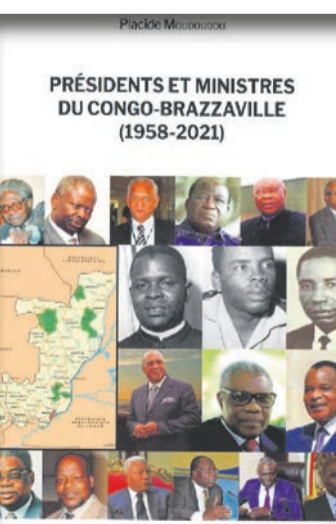 Placide MOUDOUDOU
PRÉSIDENTS ET MINISTRES
DU CONGO-BRAZZAVILLE
(1958-2021)